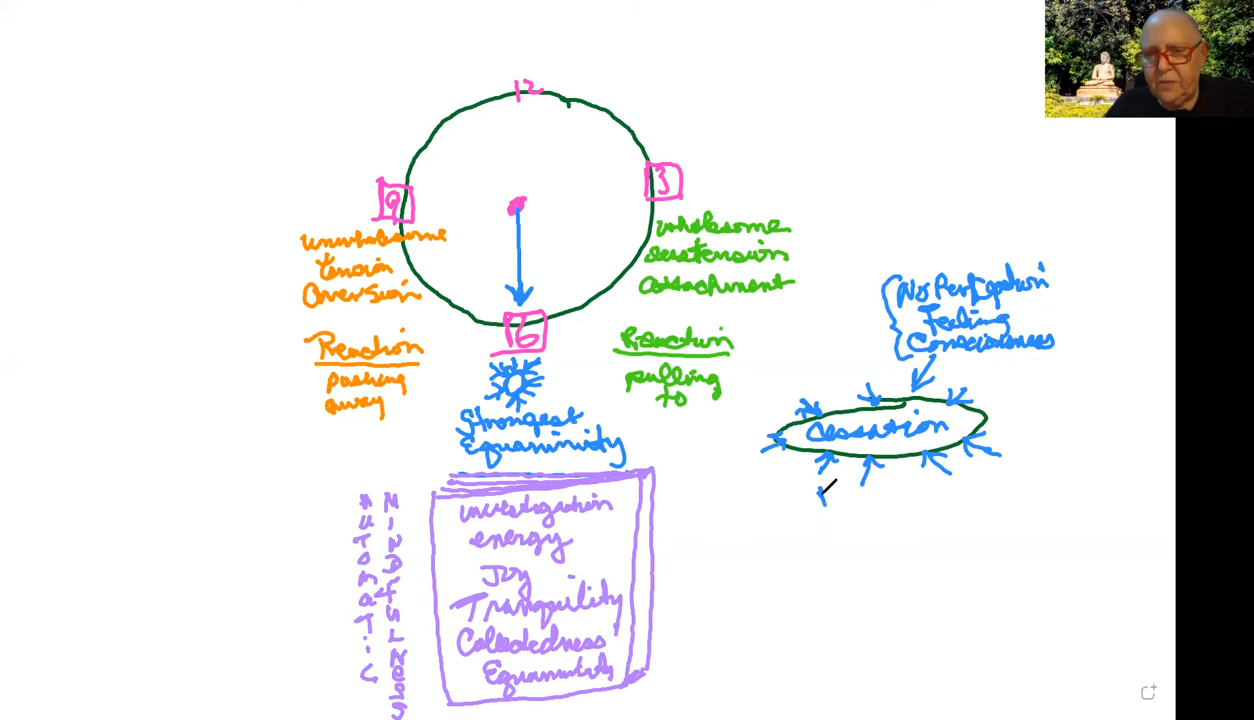 12
9
3
unwholesome
Tension
Aversion
wholesome
attachment
Reaction
pushing
away
6
Reaction
pulling
to
Strongest
Equanimity
No Perception
Feeling
Consciousness
Cessation
AUTOMATIC
MINDFULNESS
investigation
energy
Joy
Tranquility
Collectedness
Equanimity